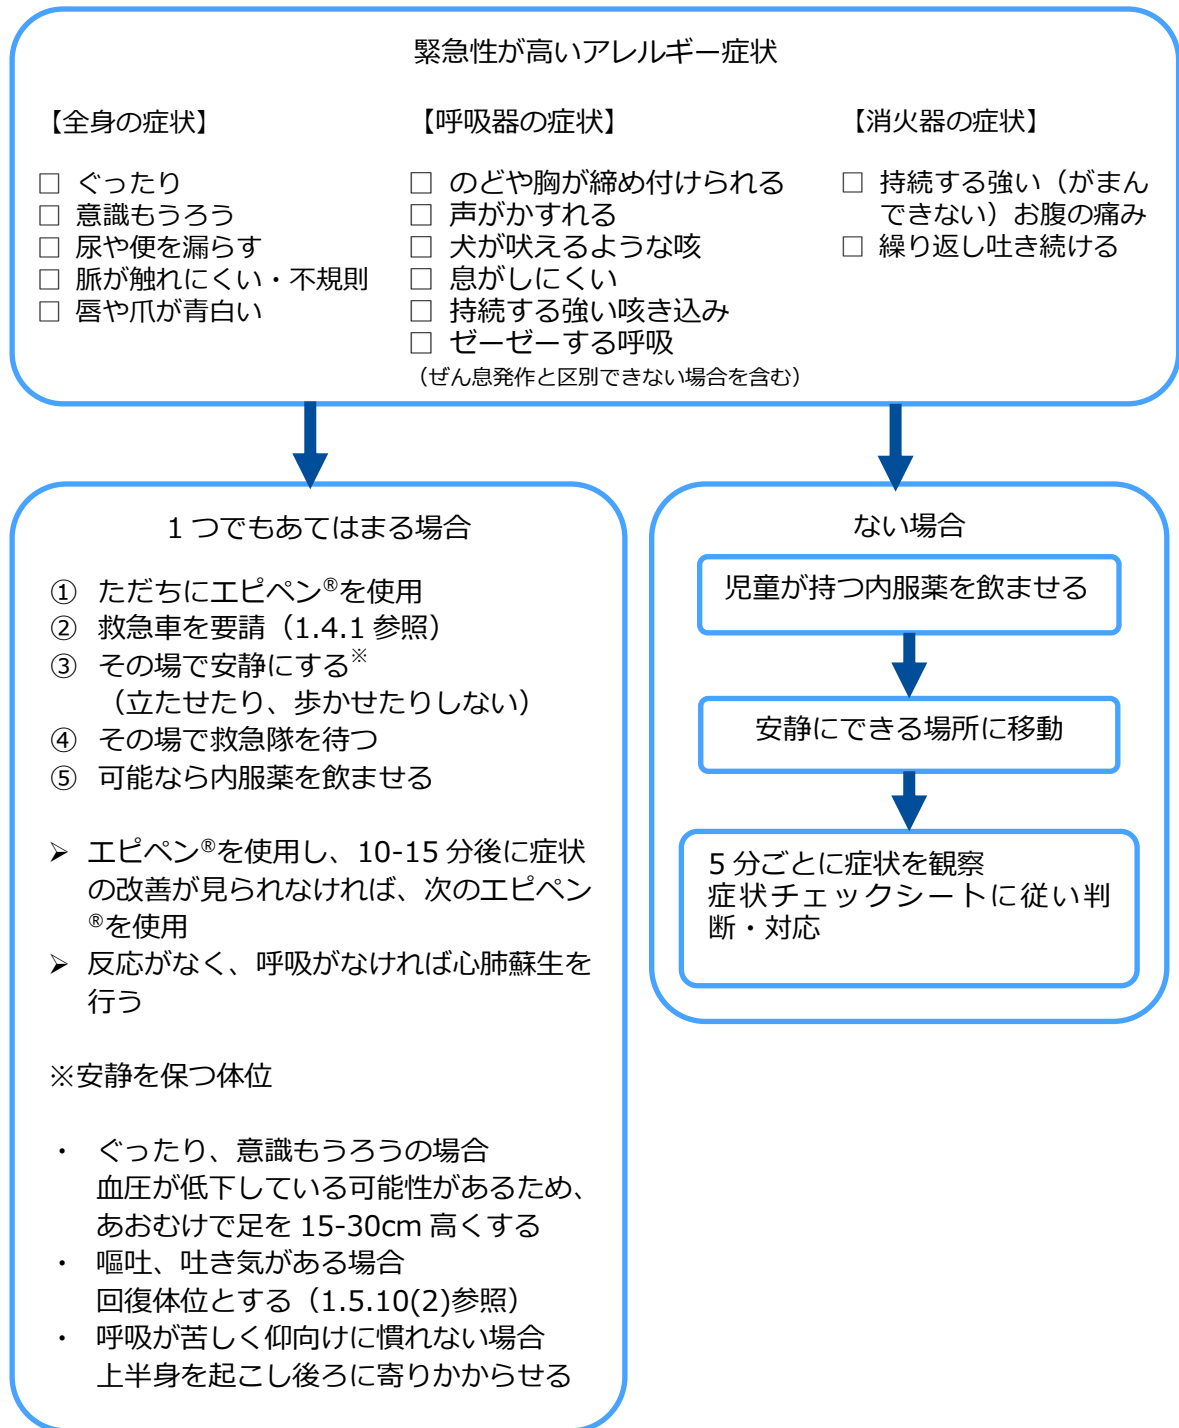 緊急性が高いアレルギー症状
【全身の症状】
□ ぐったり
□ 意識もうろう
□ 尿や便を漏らす
□ 脈が触れにくい・不規則
□ 唇や爪が青白い
【呼吸器の症状】
□ のどや胸が締め付けられる
□ 声がかすれる
□ 犬が吠えるような咳
□ 息がしにくい
□ 持続する強い咳き込み
□ ゼーゼーする呼吸
（ぜん息発作と区別できない場合を含む）
【消火器の症状】
□ 持続する強い（がまん
できない）お腹の痛み
□ 繰り返し吐き続ける
1 つでもあてはまる場合
① ただちにエピペン®を使用
② 救急車を要請（1.4.1 参照）
③ その場で安静にする※
（立たせたり、歩かせたりしない）
④ その場で救急隊を待つ
⑤ 可能なら内服薬を飲ませる
➢ エピペン®を使用し、10-15 分後に症状
の改善が見られなければ、次のエピペン
®を使用
➢ 反応がなく、呼吸がなければ心肺蘇生を
行う
※安静を保つ体位
・ ぐったり、意識もうろうの場合
血圧が低下している可能性があるため、
あおむけで足を 15-30cm 高くする
・ 嘔吐、吐き気がある場合
回復体位とする（1.5.10(2)参照）
・ 呼吸が苦しく仰向けに慣れない場合
上半身を起こし後ろに寄りかからせる
ない場合
児童が持つ内服薬を飲ませる
安静にできる場所に移動
5 分ごとに症状を観察
症状チェックシートに従い判
断・対応